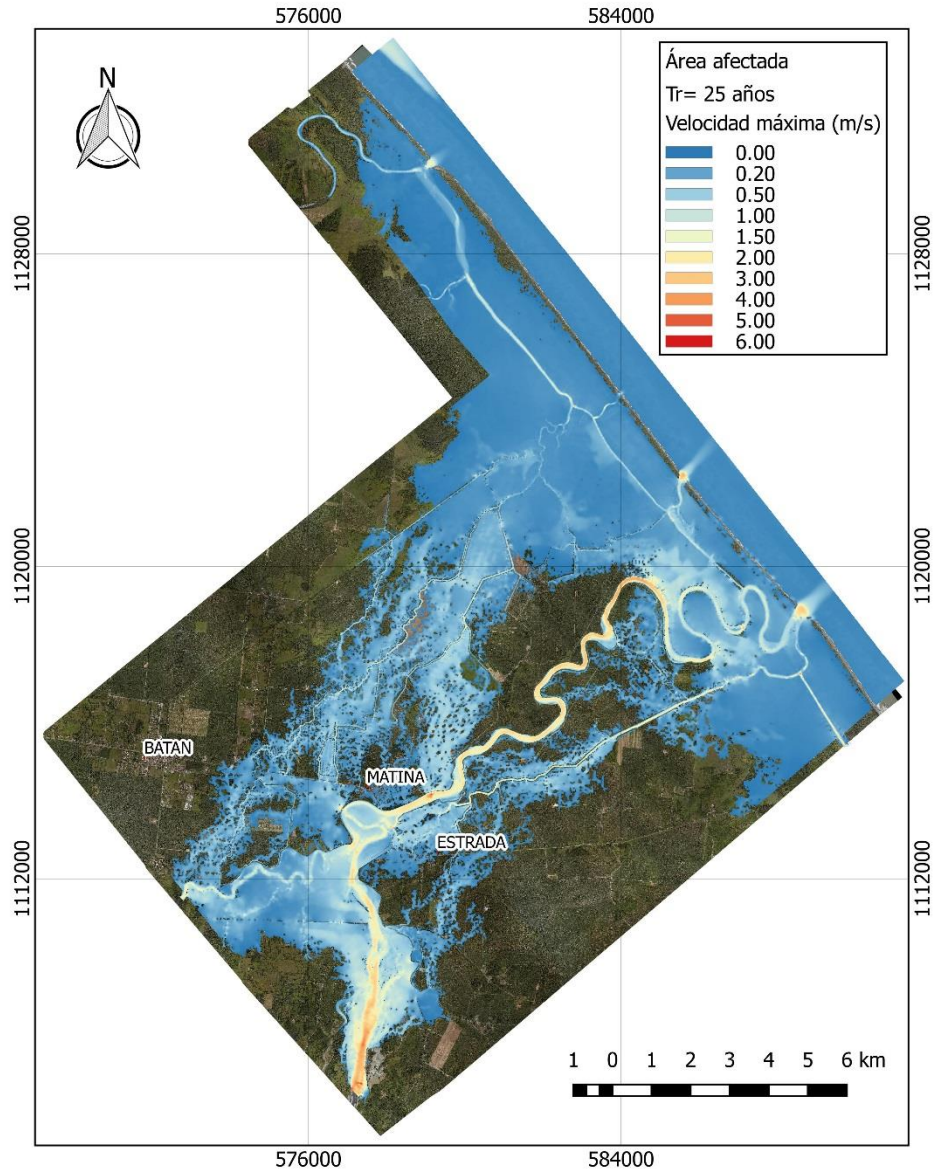 576000 584000
N
Área afectada
Tr= 25 años
Velocidad máxima (m/s)
0.00
0.20
0.50
1.00
1.50
2.00
3.00
4.00
5.00
6.00
1128000 1128000
1120000 1120000
BATAN
MATINA
ESTRADA
1112000 1112000
1 0 1 2 3 4 5 6 km
576000 584000